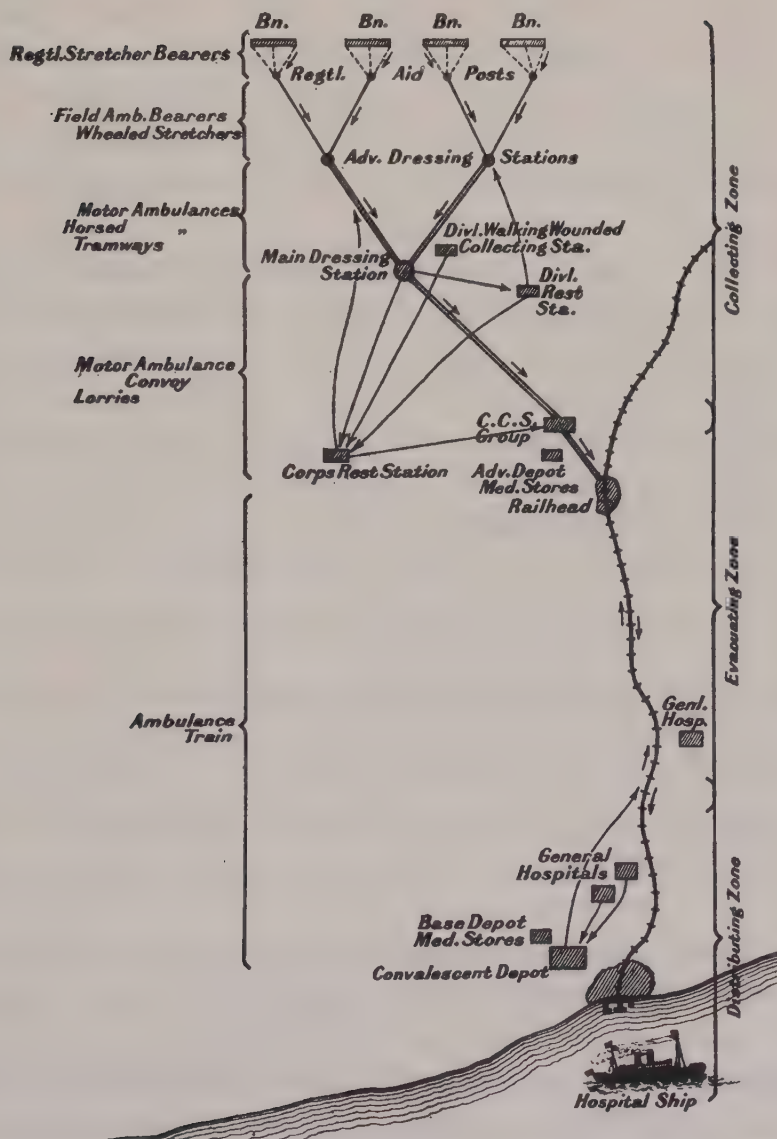 Bn. Bn. Bn. Bn.
Regtl. Stretcher Bearers
Regtl. Aid Posts
Field Amb. Bearers
Wheeled Stretchers
Adv. Dressing Stations
Motor Ambulances
Horsed „
Tramways
Divl. Walking Wounded
Collecting Sta.
Main Dressing
Station
Divl.
Rest
Sta.
Collecting Zone
Motor Ambulance
Convoy
Lorries
C.C.S.
Group
Corps Rest Station
Adv. Depot
Med. Stores
Railhead
Evacuating Zone
Ambulance
Train
Genl.
Hosp.
General
Hospitals
Base Depot
Med. Stores
Convalescent Depot
Distributing Zone
Hospital Ship